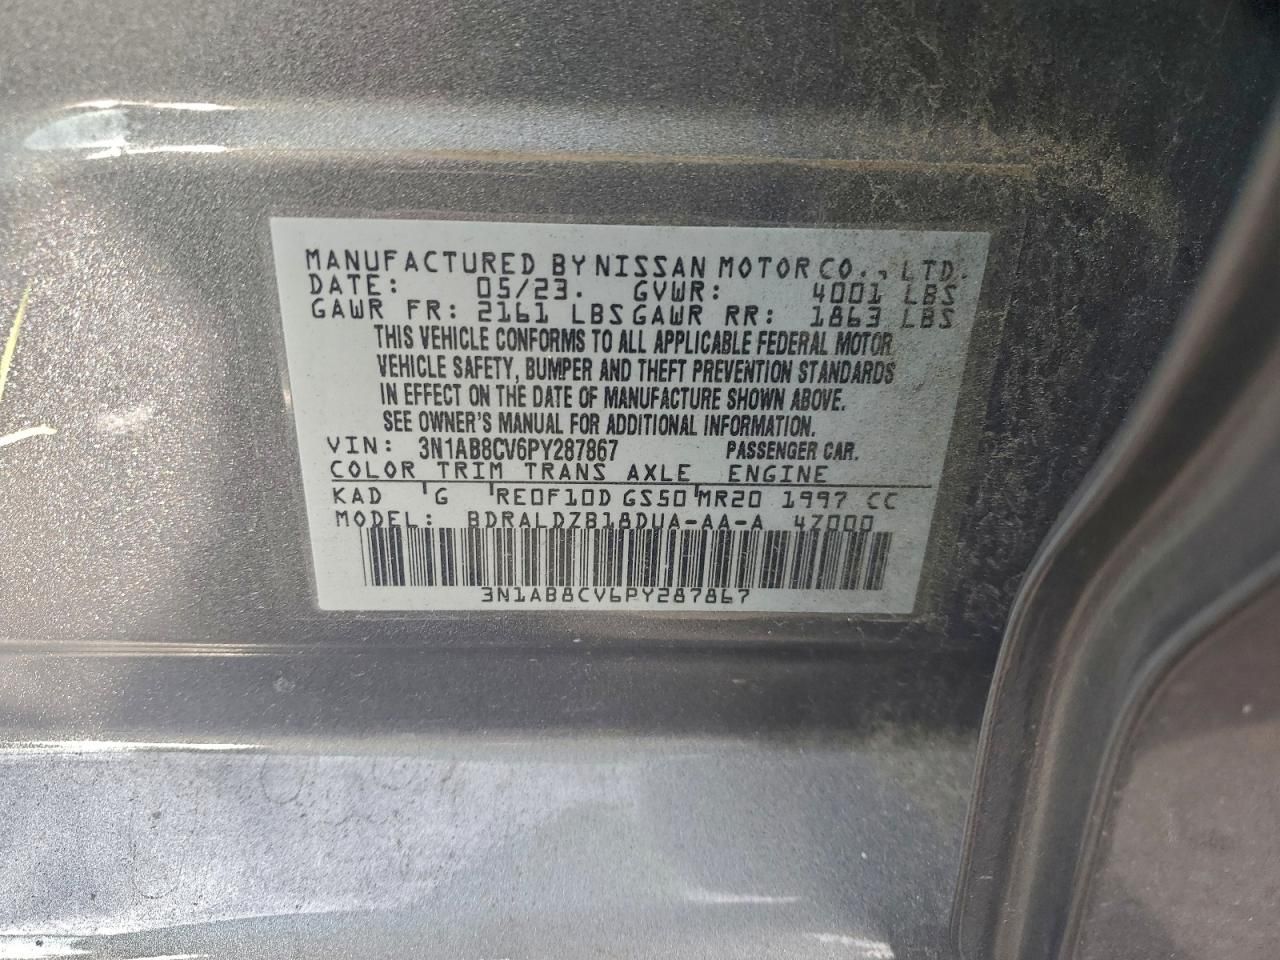 MANUFACTURED BY NISSAN MOTOR CO., LTD.
DATE: 05/23. GVWR: 4001 LBS
GAWR FR: 2161 LBS GAWR RR: 1863 LBS
THIS VEHICLE CONFORMS TO ALL APPLICABLE FEDERAL MOTOR
VEHICLE SAFETY, BUMPER AND THEFT PREVENTION STANDARDS
IN EFFECT ON THE DATE OF MANUFACTURE SHOWN ABOVE.
SEE OWNER'S MANUAL FOR ADDITIONAL INFORMATION.
VIN: 3N1AB8CV6PY287867 PASSENGER CAR.
COLOR TRIM TRANS AXLE ENGINE
KAD G RE0F10D GS50 MR20 1997 CC
MODEL: BDRALDZB18DUA-AA-A 47000
3N1AB8CV6PY287867